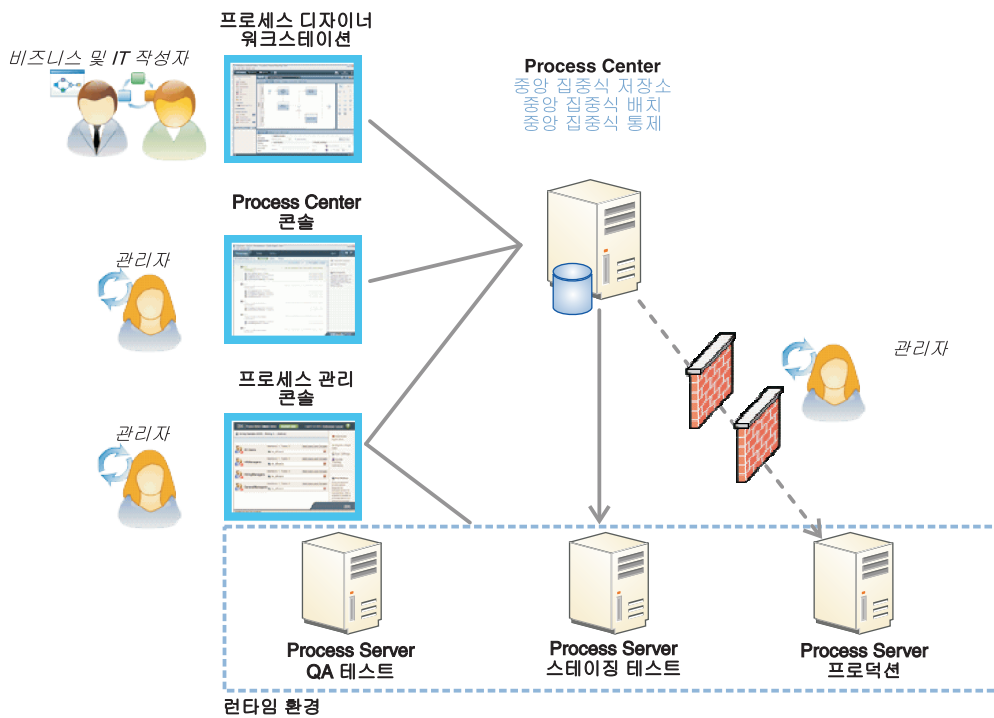 프로세스 디자이너
워크스테이션
비즈니스 및 IT 작성자
Process Center
중앙 집중식 저장소
중앙 집중식 배치
중앙 집중식 통제
Process Center
콘솔
관리자
관리자
프로세스 관리
콘솔
관리자
Process Server
QA 테스트
Process Server
스테이징 테스트
Process Server
프로덕션
런타임 환경